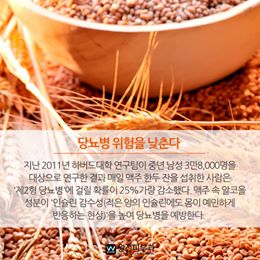 당뇨병 위험을 낮춘다
지난 2011년 하버드대학 연구팀이 중년 남성 3만8,000명을
대상으로 연구한 결과 매일 맥주 한두 잔을 섭취한 사람은
'제2형 당뇨병'에 걸릴 확률이 25%가량 감소했다. 맥주 속 알코올
성분이 '인슐린 감수성(적은 양의 인슐린에도 몸이 예민하게
반응하는 현상)'을 높여 당뇨병을 예방한다.